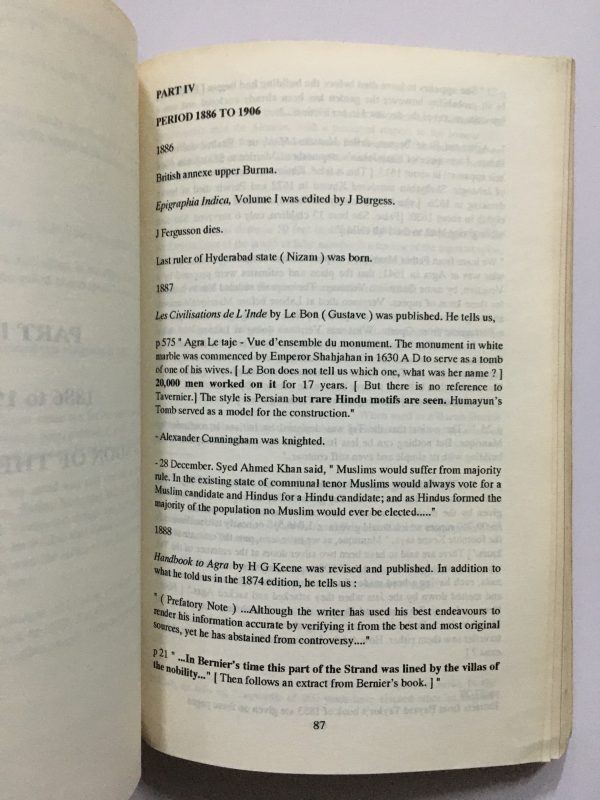 PART IV
PERIOD 1886 TO 1906
1886
British annexe upper Burma.
Epigraphia Indica, Volume I was edited by J Burgess.
J Fergusson dies.
Last ruler of Hyderabad state ( Nizam ) was born.
1887
Les Civilisations de L'Inde by Le Bon ( Gustave ) was published. He tells us,
p 575 " Agra Le taje - Vue d'ensemble du monument. The monument in white
marble was commenced by Emperor Shahjahan in 1630 A D to serve as a tomb
of one of his wives. [ Le Bon does not tell us which one, what was her name ? ]
20,000 men worked on it for 17 years. [ But there is no reference to
Tavernier.] The style is Persian but rare Hindu motifs are seen. Humayun's
Tomb served as a model for the construction."
- Alexander Cunningham was knighted.
- 28 December. Syed Ahmed Khan said, " Muslims would suffer from majority
rule. In the existing state of communal tenor Muslims would always vote for a
Muslim candidate and Hindus for a Hindu candidate; and as Hindus formed the
majority of the population no Muslim would ever be elected....."
1888
Handbook to Agra by H G Keene was revised and published. In addition to
what he told us in the 1874 edition, he tells us :
" ( Prefatory Note ) ...Although the writer has used his best endeavours to
render his information accurate by verifying it from the best and most original
sources, yet he has abstained from controversy...."
p 21 " ...In Bernier's time this part of the Strand was lined by the villas of
the nobility..." [ Then follows an extract from Bernier's book. ] "
87